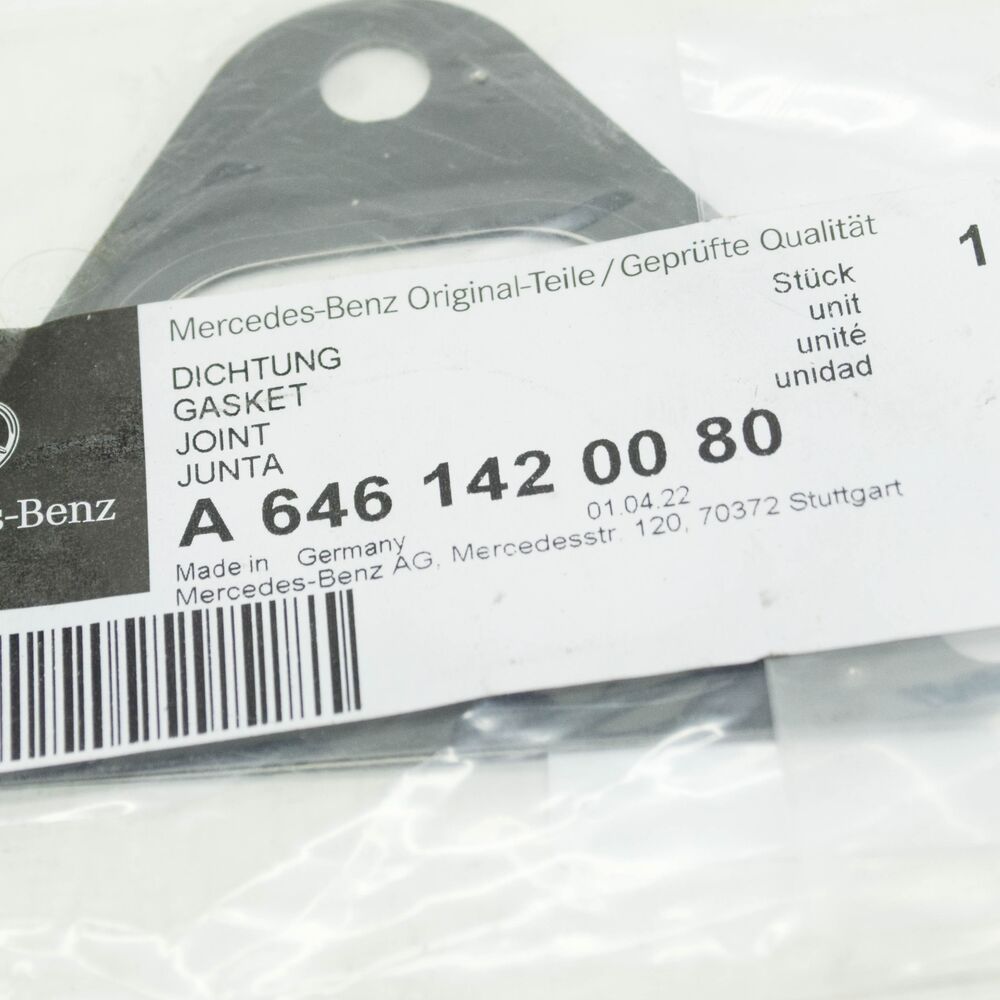 Mercedes-Benz Original-Teile / Geprüfte Qualität
Stück 1
unit
unité
unidad
DICHTUNG
GASKET
JOINT
JUNTA
A 646 142 00 80
01.04.22
Made in Germany
Mercedes-Benz AG, Mercedesstr. 120, 70372 Stuttgart
s-Benz